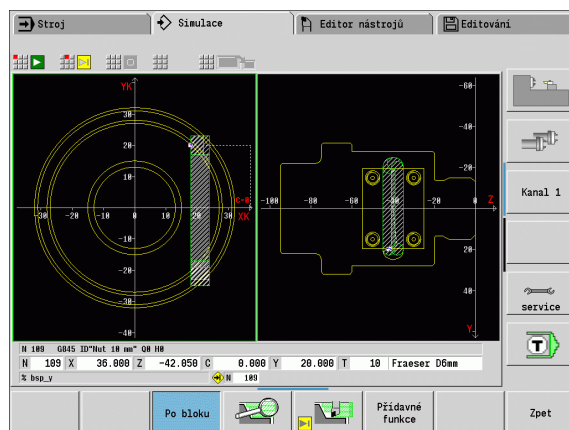 Stroj
Simulace
Editor nástrojů
Editování
YK
30
20
10
-30 -20 -10 10 20 30
C-0
XK
-10
-20
-30
-40
-60
-40
-20
-100 -80 -60 -40 -20 0 Z
20
40
Y
Kanal 1
service
T
N 109 G845 ID"Nut 10 mm" Q0 H0
N 109 X 36.000 Z -42.050 C 0.000 Y 20.000 T 10 Fraeser D6mm
% bsp_y N 109
Po bloku
Přídavné
funkce
Zpet